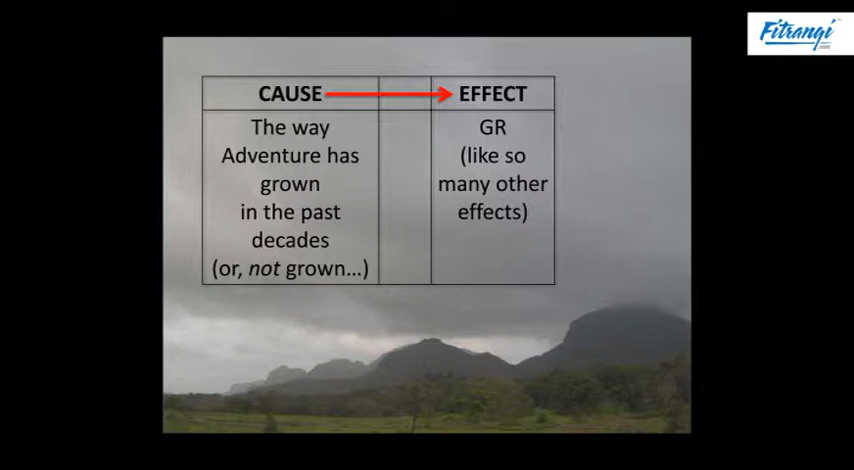 Fitrangi
CAUSE EFFECT
The way
Adventure has
grown
in the past
decades
(or, not grown...)
GR
(like so
many other
effects)